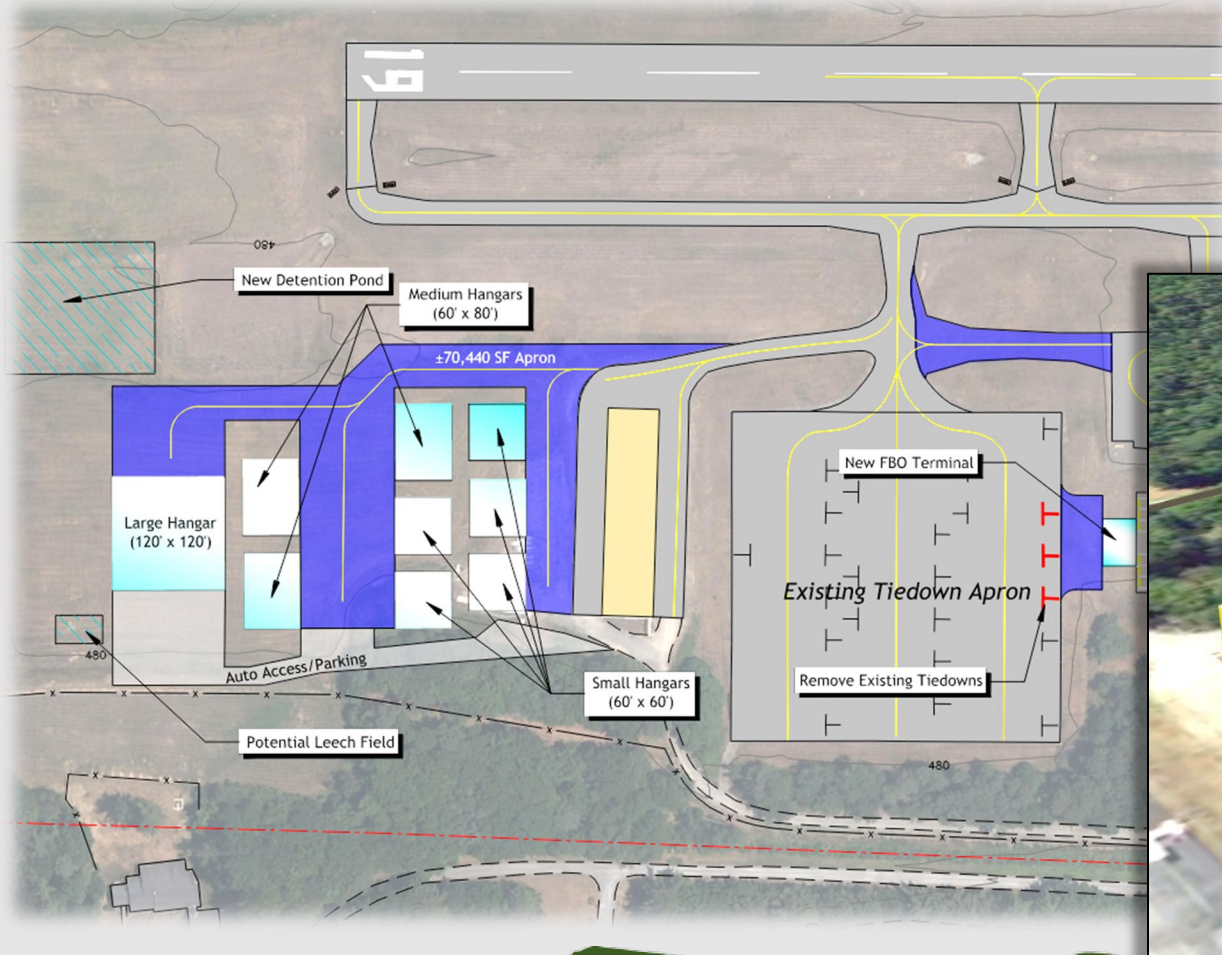 19
480
New Detention Pond
Medium Hangars
(60' x 80')
±70,440 SF Apron
New FBO Terminal
Large Hangar
(120' x 120')
Existing Tiedown Apron
480
Auto Access/Parking
Small Hangars
(60' x 60')
Remove Existing Tiedowns
Potential Leech Field
480